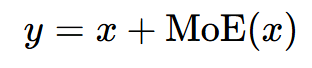 y = x + MoE(x)